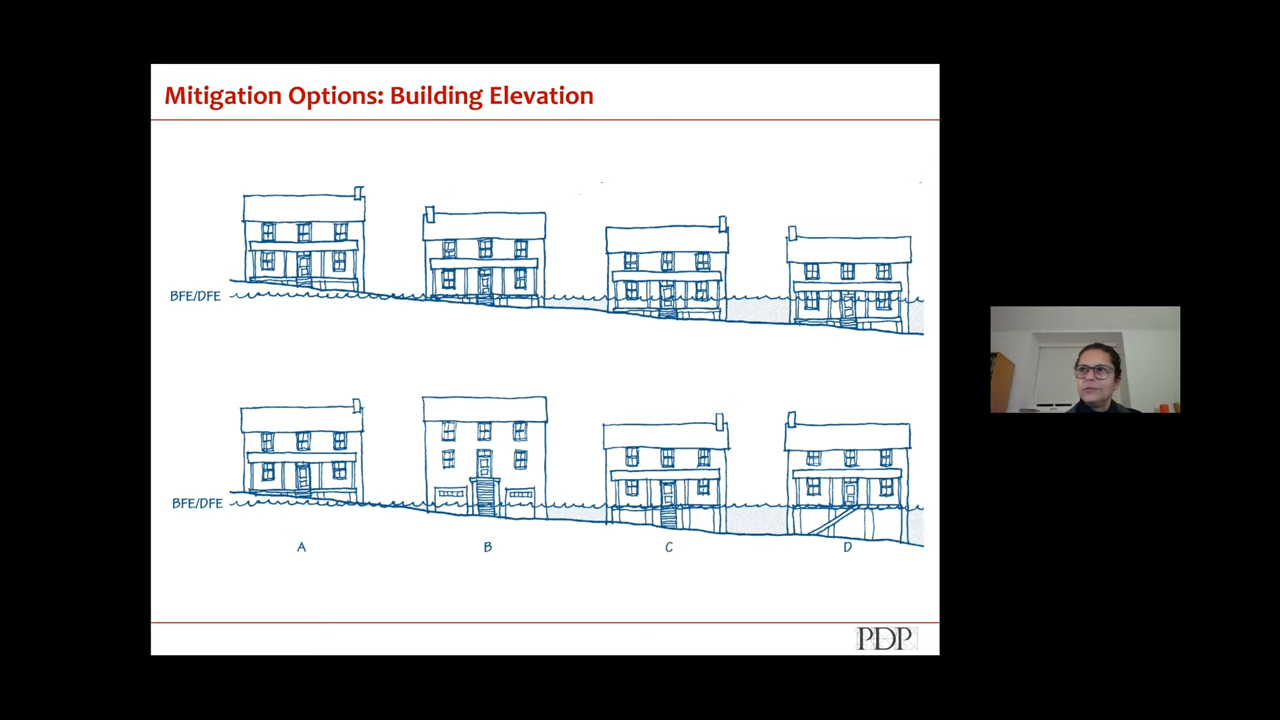 Mitigation Options: Building Elevation
BFE/DFE
BFE/DFE
A B C D
PDP